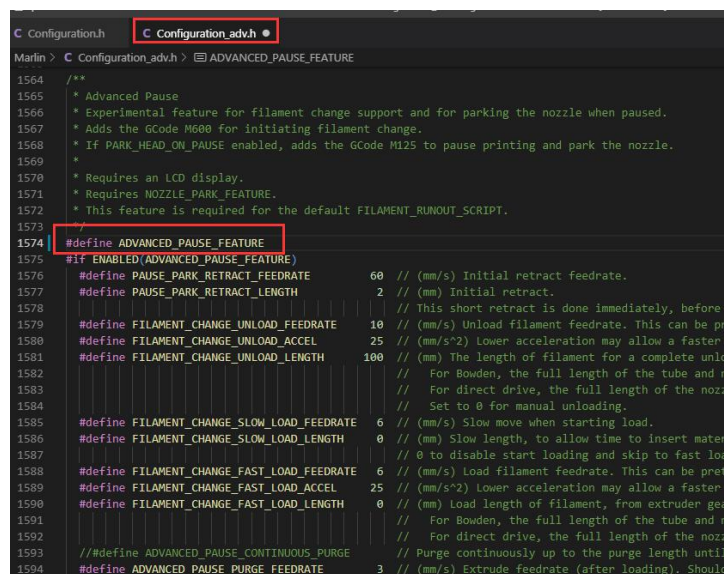 C Configuration.h
C Configuration_adv.h ●
Marlin > C Configuration_adv.h > ADVANCED_PAUSE_FEATURE
1564 /**
1565 * Advanced Pause
1566 * Experimental feature for filament change support and for parking the nozzle when paused.
1567 * Adds the GCode M600 for initiating filament change.
1568 * If PARK_HEAD_ON_PAUSE enabled, adds the GCode M125 to pause printing and park the nozzle.
1569 *
1570 * Requires an LCD display.
1571 * Requires NOZZLE_PARK_FEATURE.
1572 * This feature is required for the default FILAMENT_RUNOUT_SCRIPT.
1573 */
1574 #define ADVANCED_PAUSE_FEATURE
1575 #if ENABLED(ADVANCED_PAUSE_FEATURE)
1576 #define PAUSE_PARK_RETRACT_FEEDRATE 60 // (mm/s) Initial retract feedrate.
1577 #define PAUSE_PARK_RETRACT_LENGTH 2 // (mm) Initial retract.
1578 // This short retract is done immediately, before
1579 #define FILAMENT_CHANGE_UNLOAD_FEEDRATE 10 // (mm/s) Unload filament feedrate. This can be
1580 #define FILAMENT_CHANGE_UNLOAD_ACCEL 25 // (mm/s^2) Lower acceleration may allow a faster
1581 #define FILAMENT_CHANGE_UNLOAD_LENGTH 100 // (mm) The length of filament for a complete
1582 // For Bowden, the full length of the tube and
1583 // For direct drive, the full length of the
1584 // Set to 0 for manual unloading.
1585 #define FILAMENT_CHANGE_SLOW_LOAD_FEEDRATE 6 // (mm/s) Slow move when starting load.
1586 #define FILAMENT_CHANGE_SLOW_LOAD_LENGTH 0 // (mm) Slow length, to allow time to insert
1587 // 0 to disable start loading and skip to fast
1588 #define FILAMENT_CHANGE_FAST_LOAD_FEEDRATE 6 // (mm/s) Load filament feedrate. This can be
1589 #define FILAMENT_CHANGE_FAST_LOAD_ACCEL 25 // (mm/s^2) Lower acceleration may allow a faster
1590 #define FILAMENT_CHANGE_FAST_LOAD_LENGTH 0 // (mm) Load length of filament, from extruder
1591 // For Bowden, the full length of the tube and
1592 // For direct drive, the full length of the
1593 //#define ADVANCED_PAUSE_CONTINUOUS_PURGE // Purge continuously up to the purge length
1594 #define ADVANCED_PAUSE_PURGE_FEEDRATE 3 // (mm/s) Extrude feedrate (after loading).